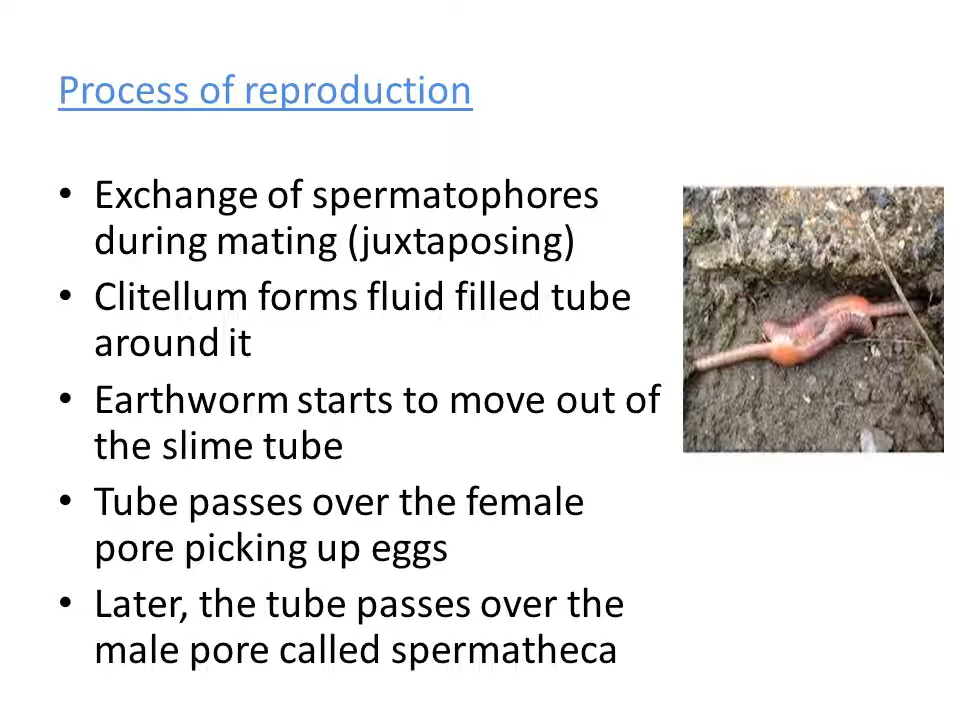 Process of reproduction
• Exchange of spermatophores
during mating (juxtaposing)
• Clitellum forms fluid filled tube
around it
• Earthworm starts to move out of
the slime tube
• Tube passes over the female
pore picking up eggs
• Later, the tube passes over the
male pore called spermatheca